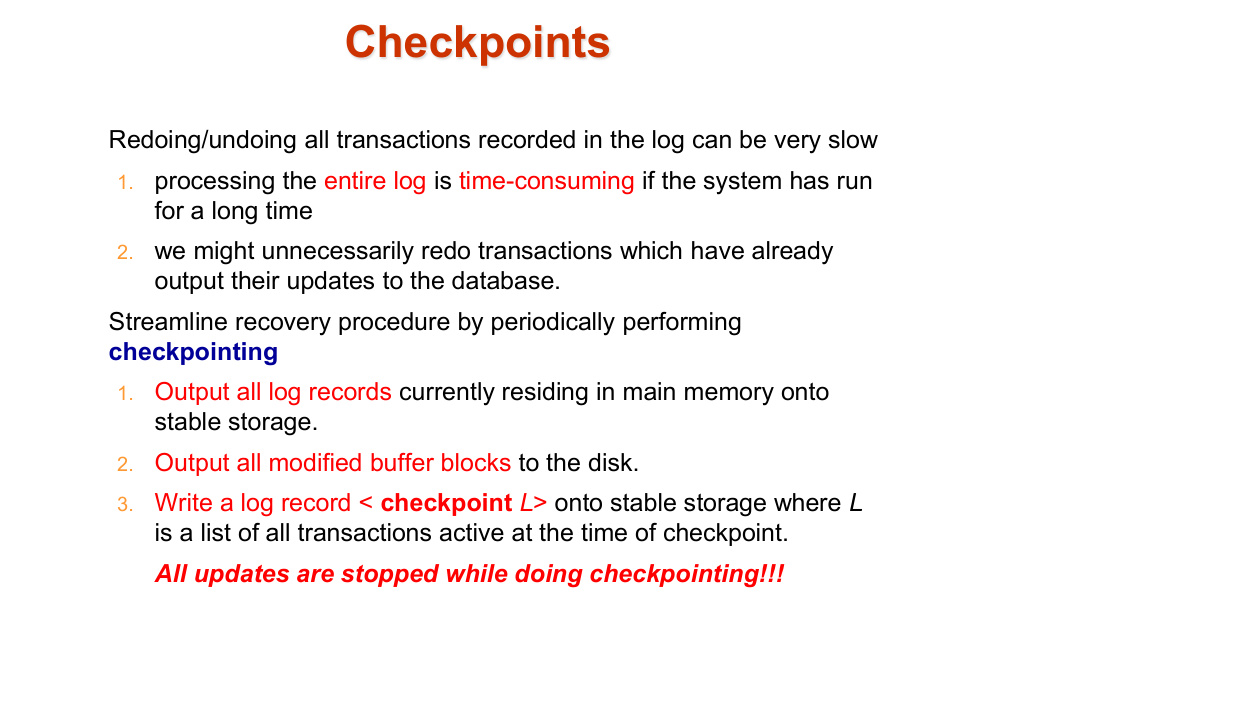 Checkpoints
Redoing/undoing all transactions recorded in the log can be very slow
1. processing the entire log is time-consuming if the system has run
for a long time
2. we might unnecessarily redo transactions which have already
output their updates to the database.
Streamline recovery procedure by periodically performing
checkpointing
1. Output all log records currently residing in main memory onto
stable storage.
2. Output all modified buffer blocks to the disk.
3. Write a log record < checkpoint L> onto stable storage where L
is a list of all transactions active at the time of checkpoint.
All updates are stopped while doing checkpointing!!!